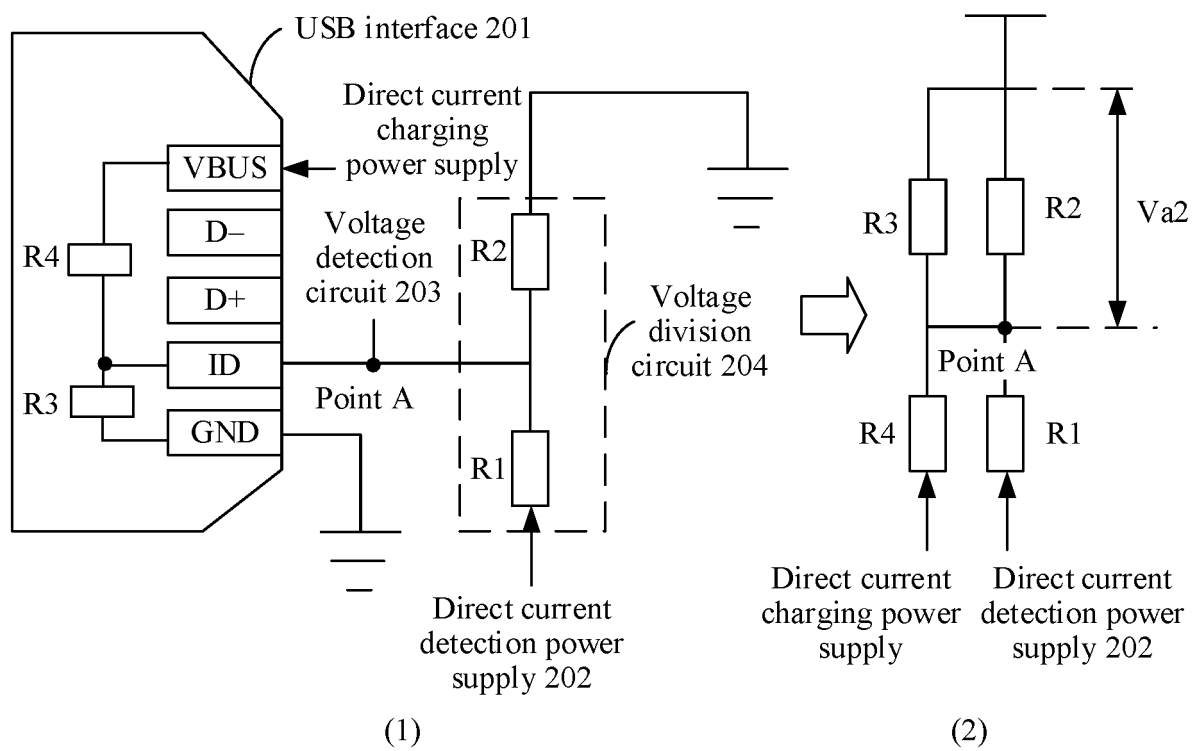 USB interface 201
Direct current
charging
power supply
VBUS
D–
D+
ID
GND
R4
R3
Voltage
detection
circuit 203
Point A
R2
R1
Voltage
division
circuit 204
Direct current
detection power
supply 202
(1)
R3
R2
Va2
Point A
R4
R1
Direct current
charging power
supply
Direct current
detection power
supply 202
(2)